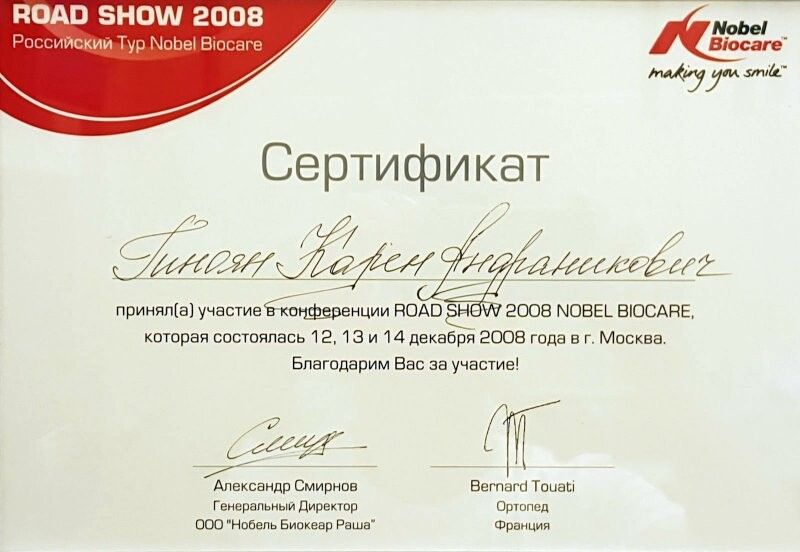 ROAD SHOW 2008
Российский Тур Nobel Biocare
Nobel
Biocare™
making you smile™
Сертификат
Гиноян Карен Андраникович
принял(а) участие в конференции ROAD SHOW 2008 NOBEL BIOCARE,
которая состоялась 12, 13 и 14 декабря 2008 года в г. Москва.
Благодарим Вас за участие!
Александр Смирнов
Генеральный Директор
ООО "Нобель Биокеар Раша"
Bernard Touati
Ортопед
Франция